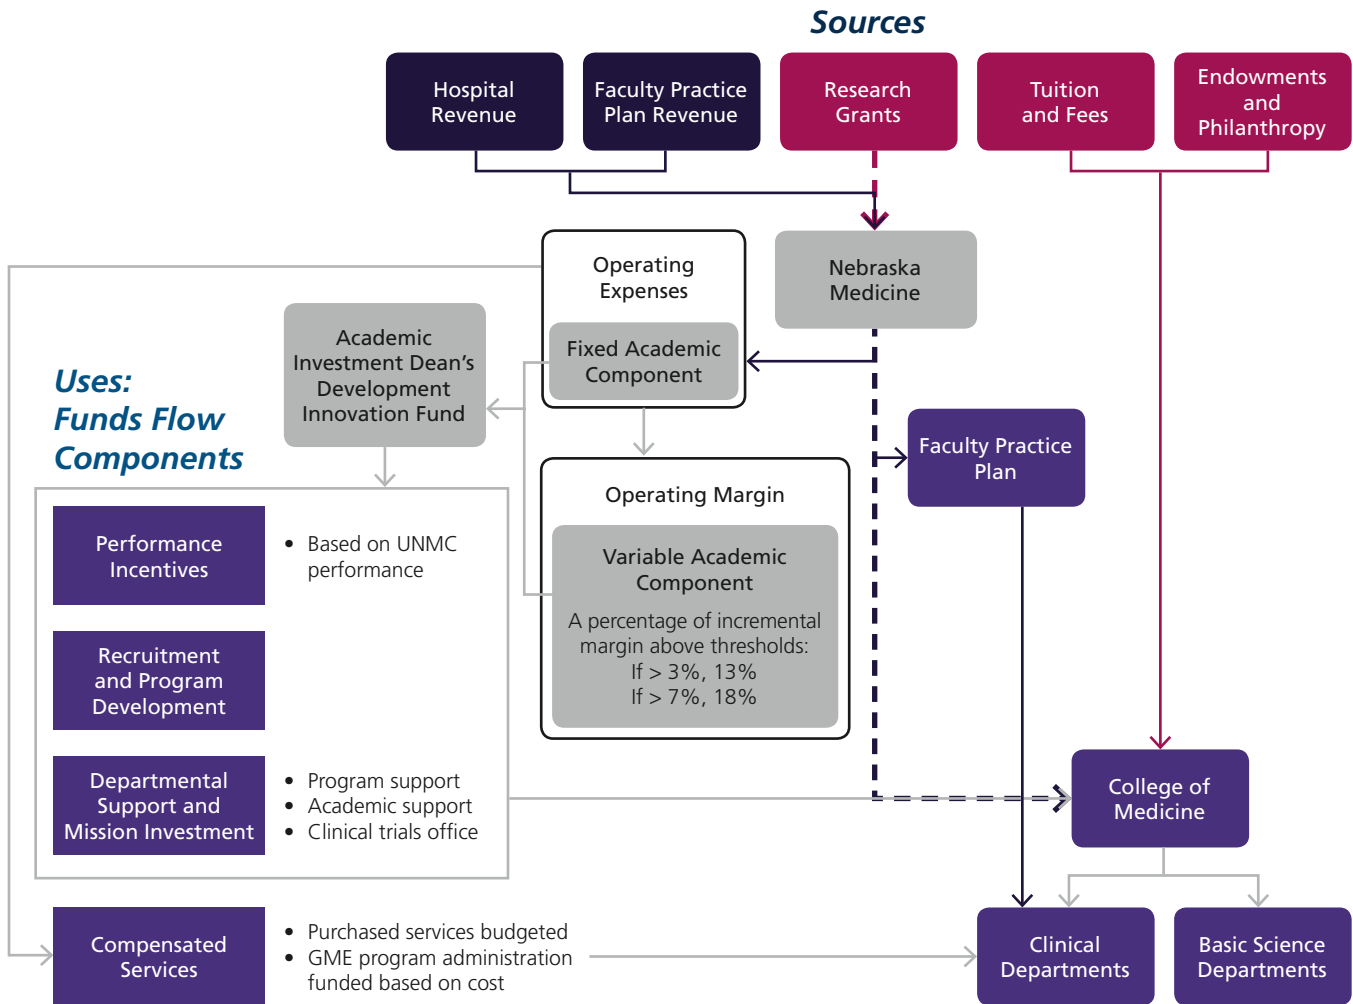 Sources
Hospital
Revenue
Faculty Practice
Plan Revenue
Research
Grants
Tuition
and Fees
Endowments
and
Philanthropy
Operating
Expenses
Fixed Academic
Component
Nebraska
Medicine
Academic
Investment Dean’s
Development
Innovation Fund
Uses:
Funds Flow
Components
Faculty Practice
Plan
Operating Margin
Variable Academic
Component
A percentage of incremental
margin above thresholds:
If > 3%, 13%
If > 7%, 18%
Performance
Incentives
• Based on UNMC
performance
Recruitment
and Program
Development
Departmental
Support and
Mission Investment
• Program support
• Academic support
• Clinical trials office
College of
Medicine
Compensated
Services
• Purchased services budgeted
• GME program administration
funded based on cost
Clinical
Departments
Basic Science
Departments